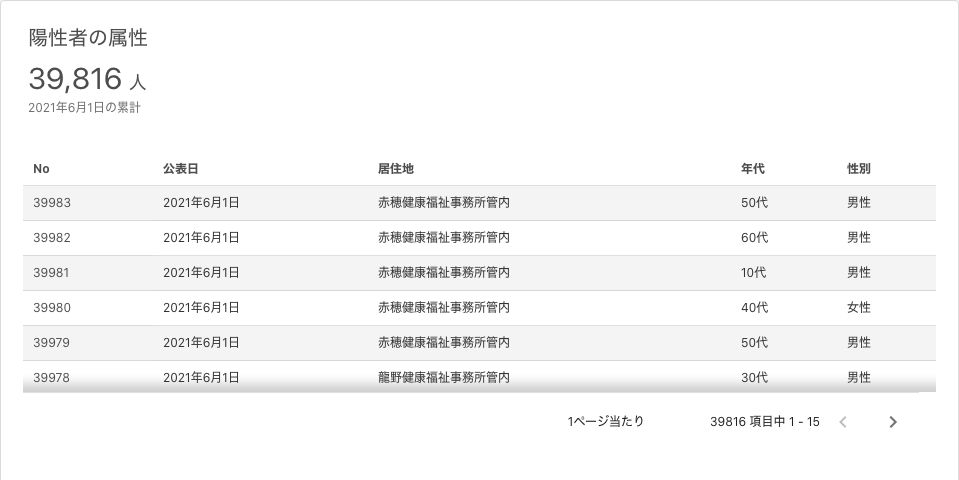 陽性者の属性
39,816 人
2021年6月1日の累計
No 公表日 居住地 年代 性別
39983 2021年6月1日 赤穂健康福祉事務所管内 50代 男性
39982 2021年6月1日 赤穂健康福祉事務所管内 60代 男性
39981 2021年6月1日 赤穂健康福祉事務所管内 10代 男性
39980 2021年6月1日 赤穂健康福祉事務所管内 40代 女性
39979 2021年6月1日 赤穂健康福祉事務所管内 50代 男性
39978 2021年6月1日 龍野健康福祉事務所管内 30代 男性
1ページ当たり 39816 項目中 1 - 15